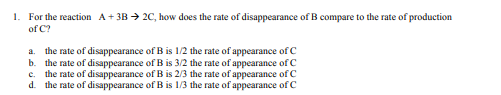 1. For the reaction A + 3B → 2C, how does the rate of disappearance of B compare to the rate of production
of C?
a. the rate of disappearance of B is 1/2 the rate of appearance of C
b. the rate of disappearance of B is 3/2 the rate of appearance of C
c. the rate of disappearance of B is 2/3 the rate of appearance of C
d. the rate of disappearance of B is 1/3 the rate of appearance of C